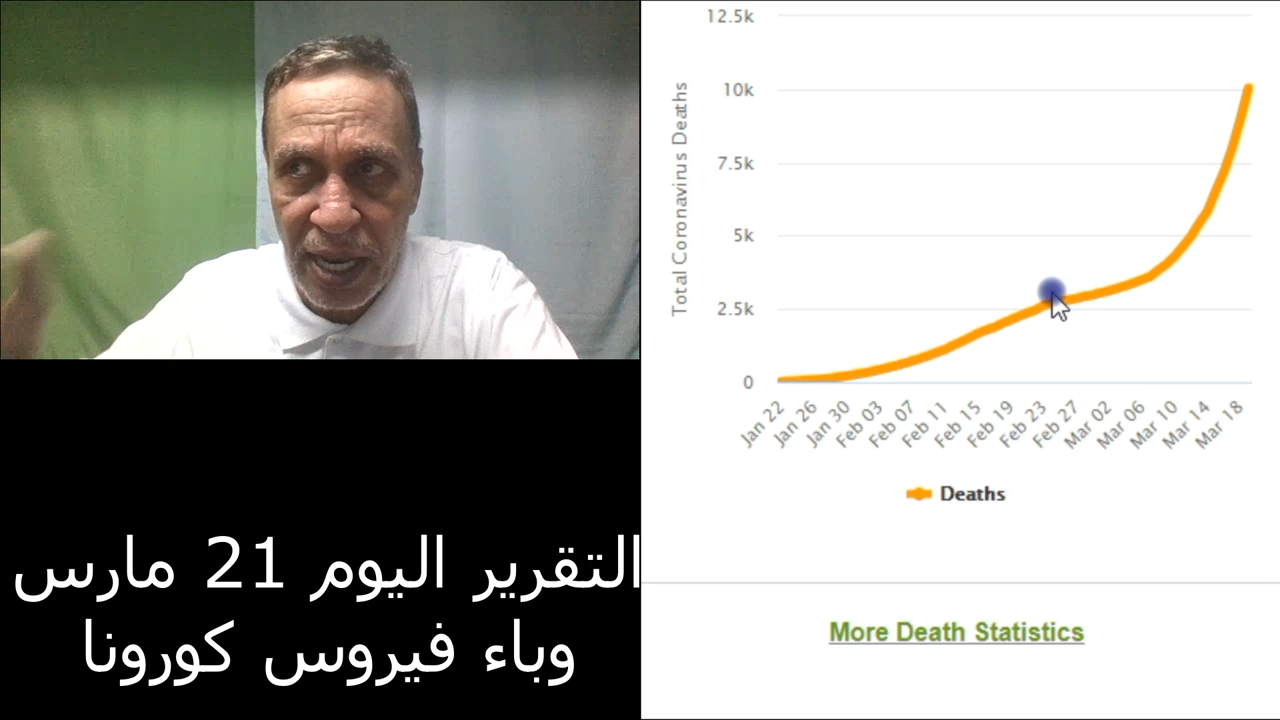 12.5k
10k
7.5k
5k
2.5k
0
Total Coronavirus Deaths
Jan 22
Jan 26
Jan 30
Feb 03
Feb 07
Feb 11
Feb 15
Feb 19
Feb 23
Feb 27
Mar 02
Mar 06
Mar 10
Mar 14
Mar 18
Deaths
More Death Statistics
التقرير اليوم 21 مارس
وباء فيروس كورونا